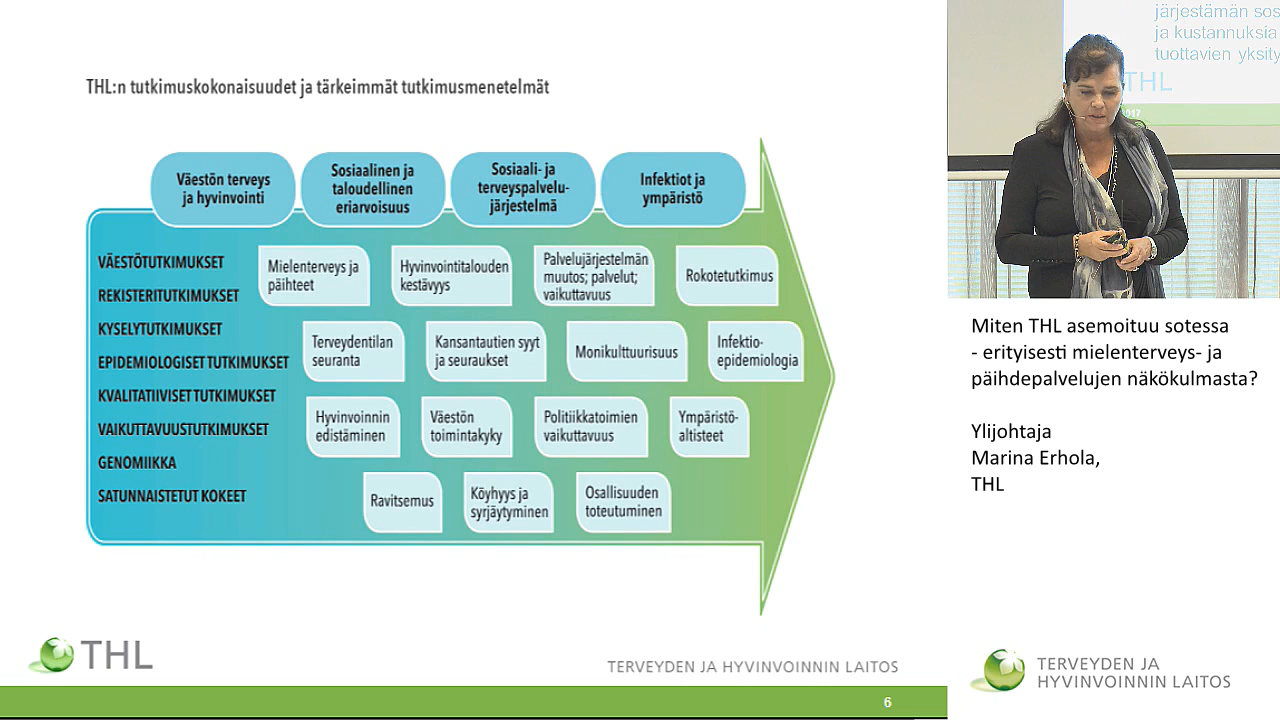 THL:n tutkimuskokonaisuudet ja tärkeimmät tutkimusmenetelmät
Väestön terveys
ja hyvinvointi
Sosiaalinen ja
taloudellinen
eriarvoisuus
Sosiaali- ja
terveyspalvelu-
järjestelmä
Infektiot ja
ympäristö
VÄESTÖTUTKIMUKSET
REKISTERITUTKIMUKSET
KYSELYTUTKIMUKSET
EPIDEMIOLOGISET TUTKIMUKSET
KVALITATIIVISET TUTKIMUKSET
VAIKUTTAVUUSTUTKIMUKSET
GENOMIIKKA
SATUNNAISTETUT KOKEET
Mielenterveys ja
päihteet
Hyvinvointitalouden
kestävyys
Palvelujärjestelmän
muutos; palvelut;
vaikuttavuus
Rokotetutkimus
Terveydentilan
seuranta
Kansantautien syyt
ja seuraukset
Monikulttuurisuus
Infektio-
epidemiologia
Hyvinvoinnin
edistäminen
Väestön
toimintakyky
Politiikkatoimien
vaikuttavuus
Ympäristö-
altisteet
Ravitsemus
Köyhyys ja
syrjäytyminen
Osallisuuden
toteutuminen
THL
TERVEYDEN JA HYVINVOINNIN LAITOS
6
järjestämän sos
ja kustannuksia
tuottavien yksity
THL
2017
Miten THL asemoituu sotessa
- erityisesti mielenterveys- ja
päihdepalvelujen näkökulmasta?
Ylijohtaja
Marina Erhola,
THL
TERVEYDEN JA
HYVINVOINNIN LAITOS